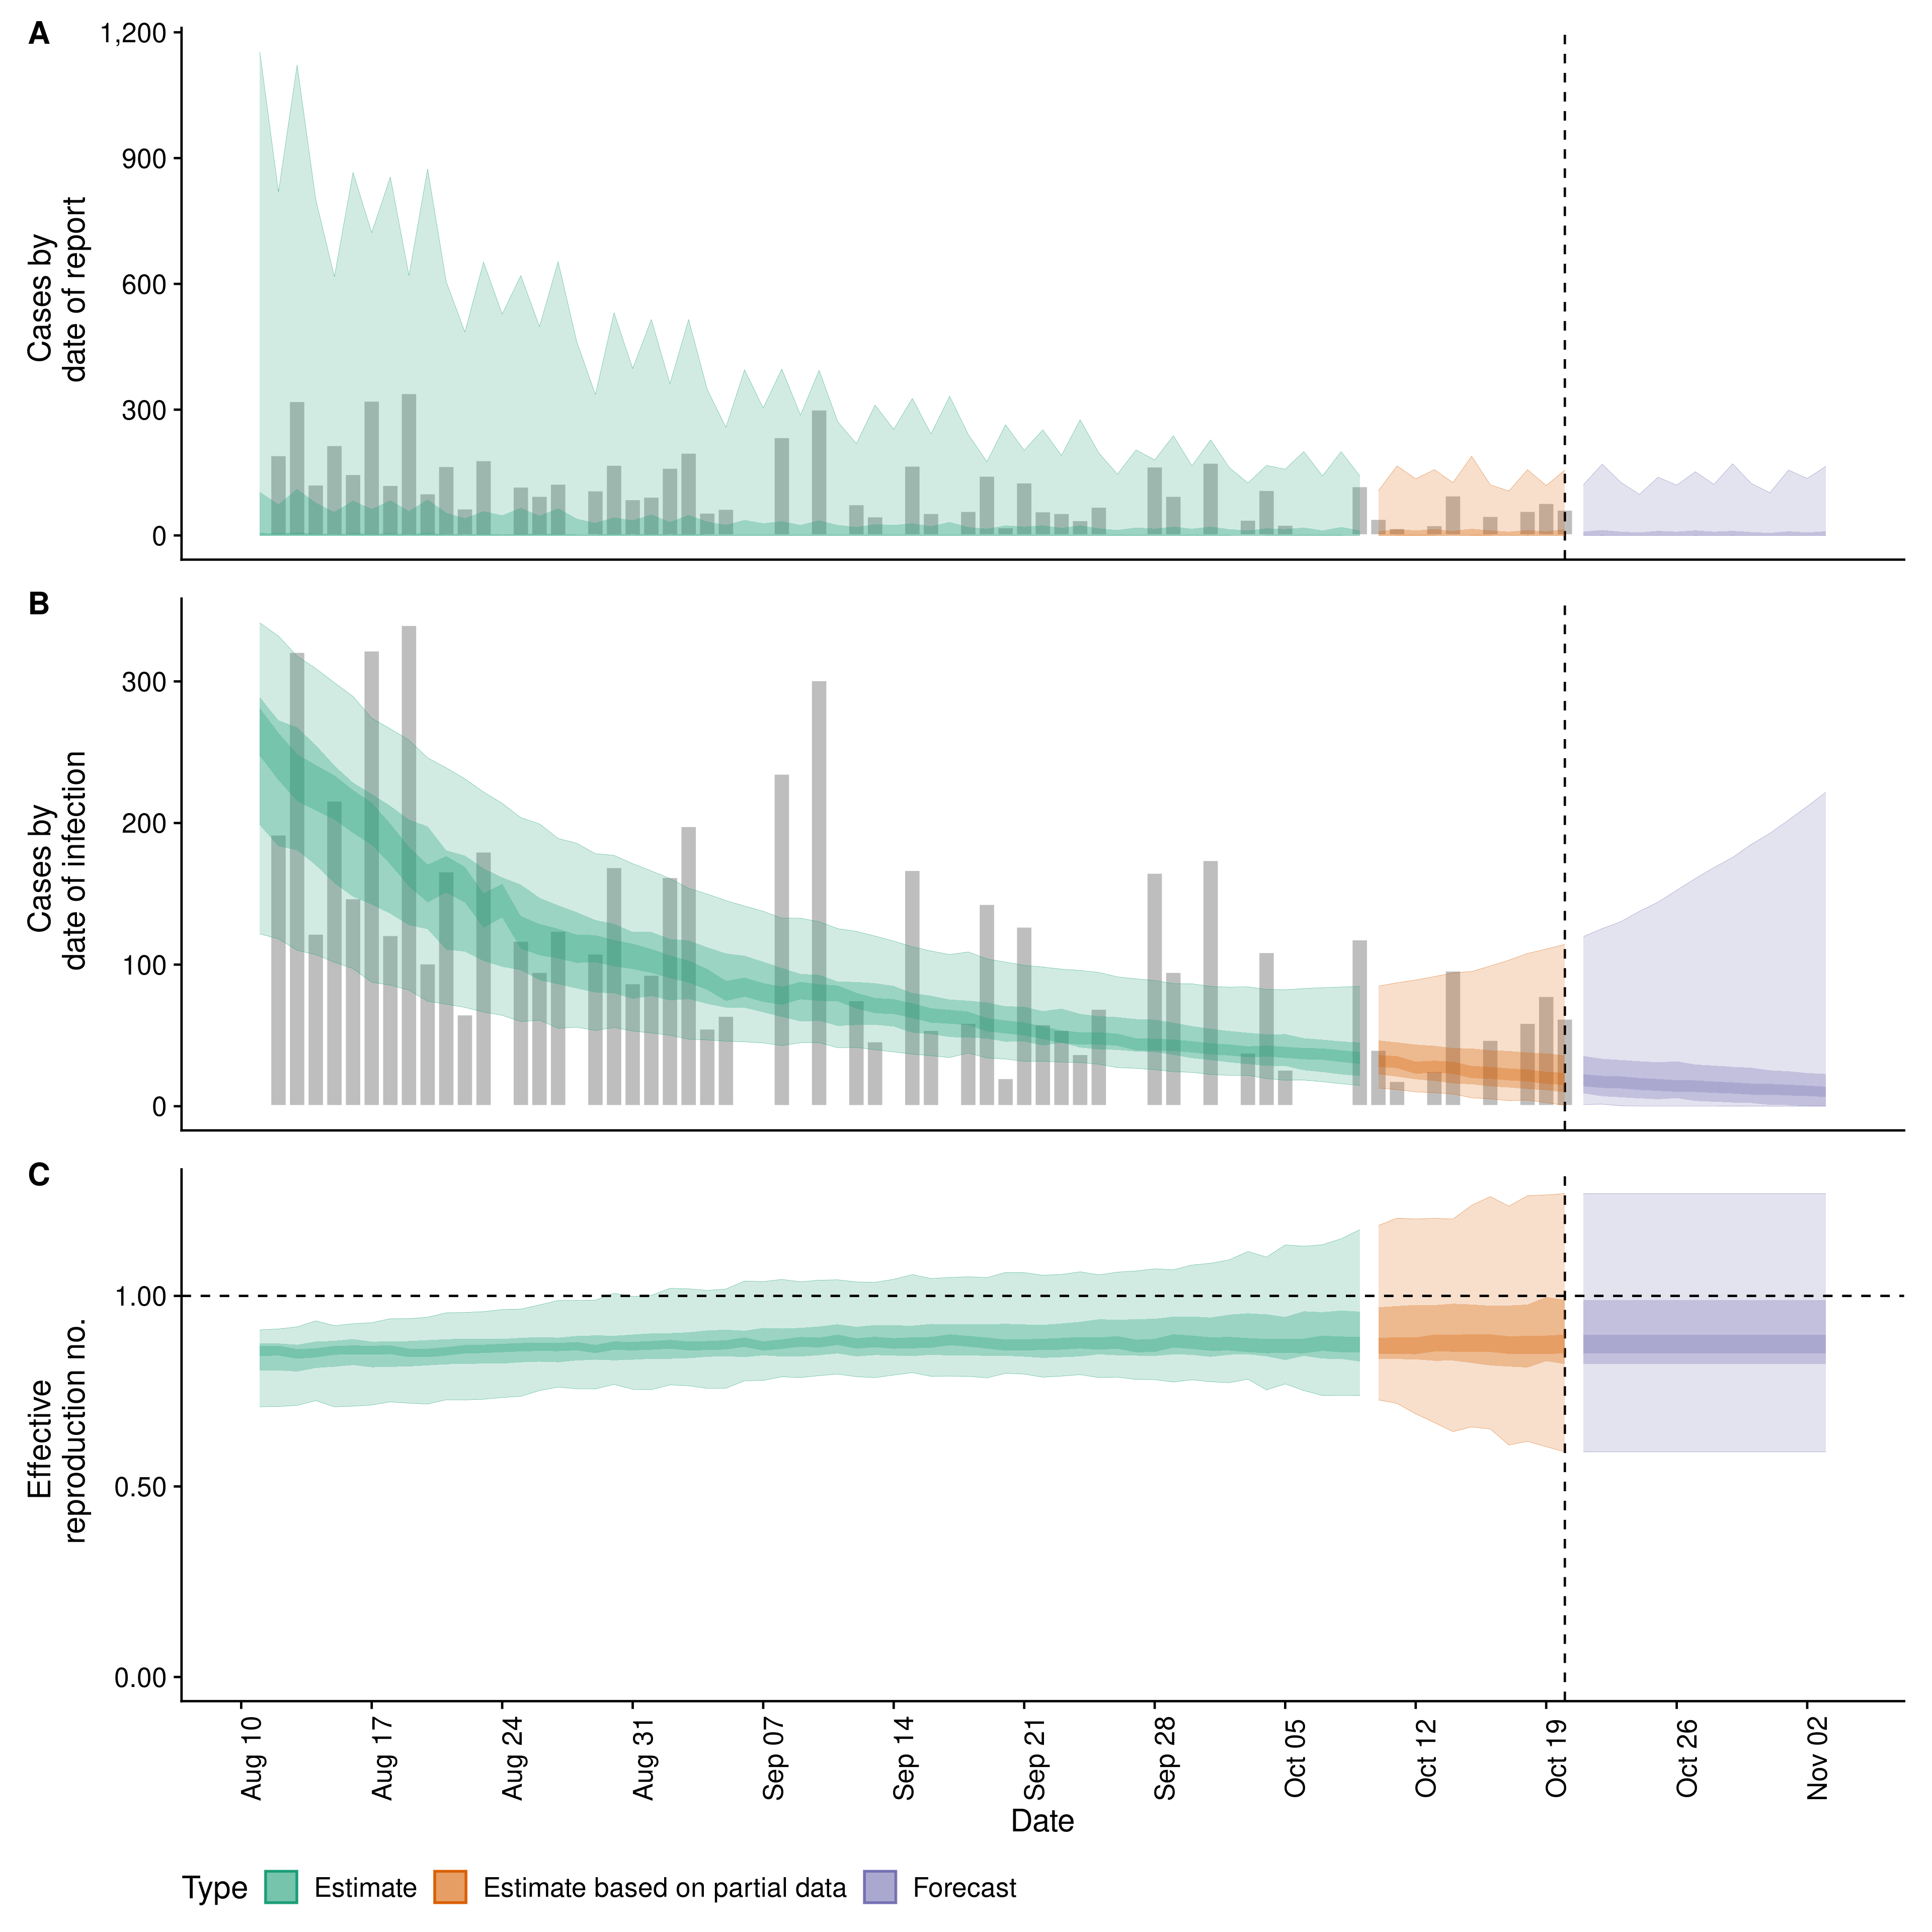 A
1,200
900
600
300
0
Cases by
date of report
B
300
200
100
0
Cases by
date of infection
C
1.00
0.50
0.00
Effective
reproduction no.
Aug 10
Aug 17
Aug 24
Aug 31
Sep 07
Sep 14
Sep 21
Sep 28
Oct 05
Oct 12
Oct 19
Oct 26
Nov 02
Date
Type Estimate Estimate based on partial data Forecast